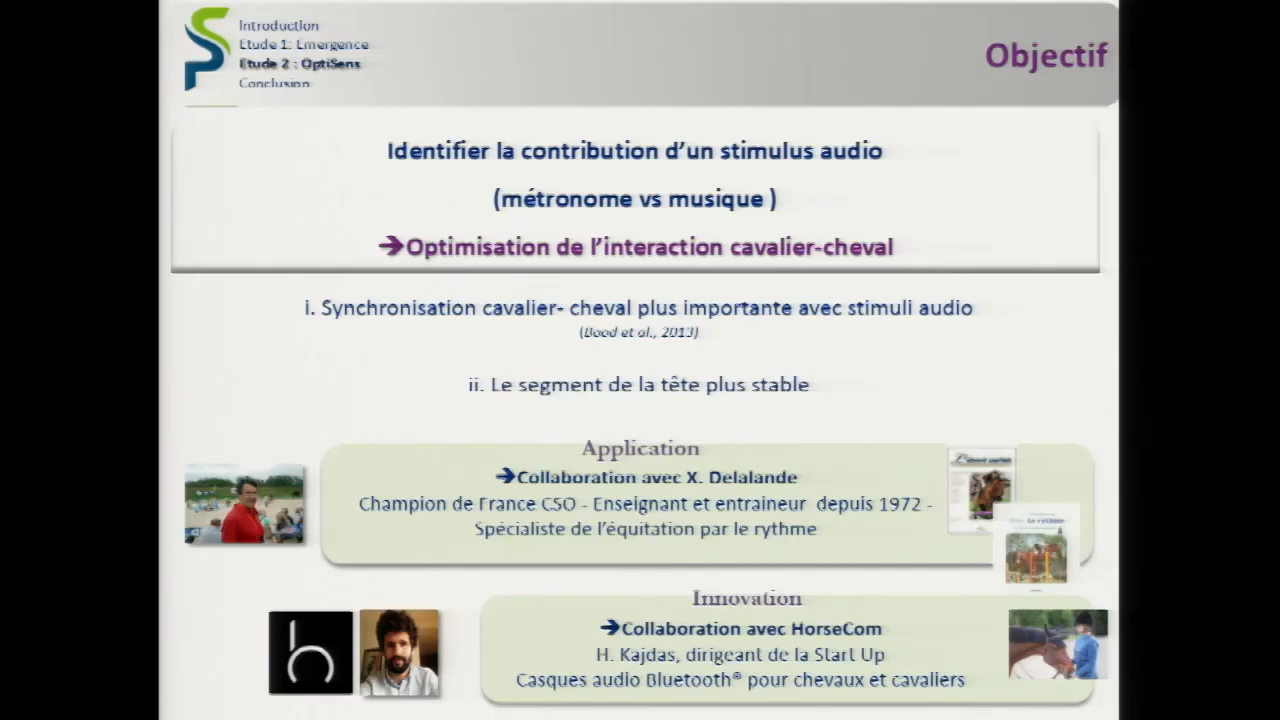 Introduction
Etude 1: Emergence
Etude 2 : OptiSens
Conclusion
Objectif
Identifier la contribution d'un stimulus audio
(métronome vs musique )
➔Optimisation de l'interaction cavalier-cheval
i. Synchronisation cavalier- cheval plus importante avec stimuli audio
(Bood et al., 2013)
ii. Le segment de la tête plus stable
Application
➔Collaboration avec X. Delalande
Champion de France CSO - Enseignant et entraineur depuis 1972 -
Spécialiste de l'équitation par le rythme
Le rythme
Innovation
➔Collaboration avec HorseCom
H. Kajdas, dirigeant de la Start Up
Casques audio Bluetooth® pour chevaux et cavaliers